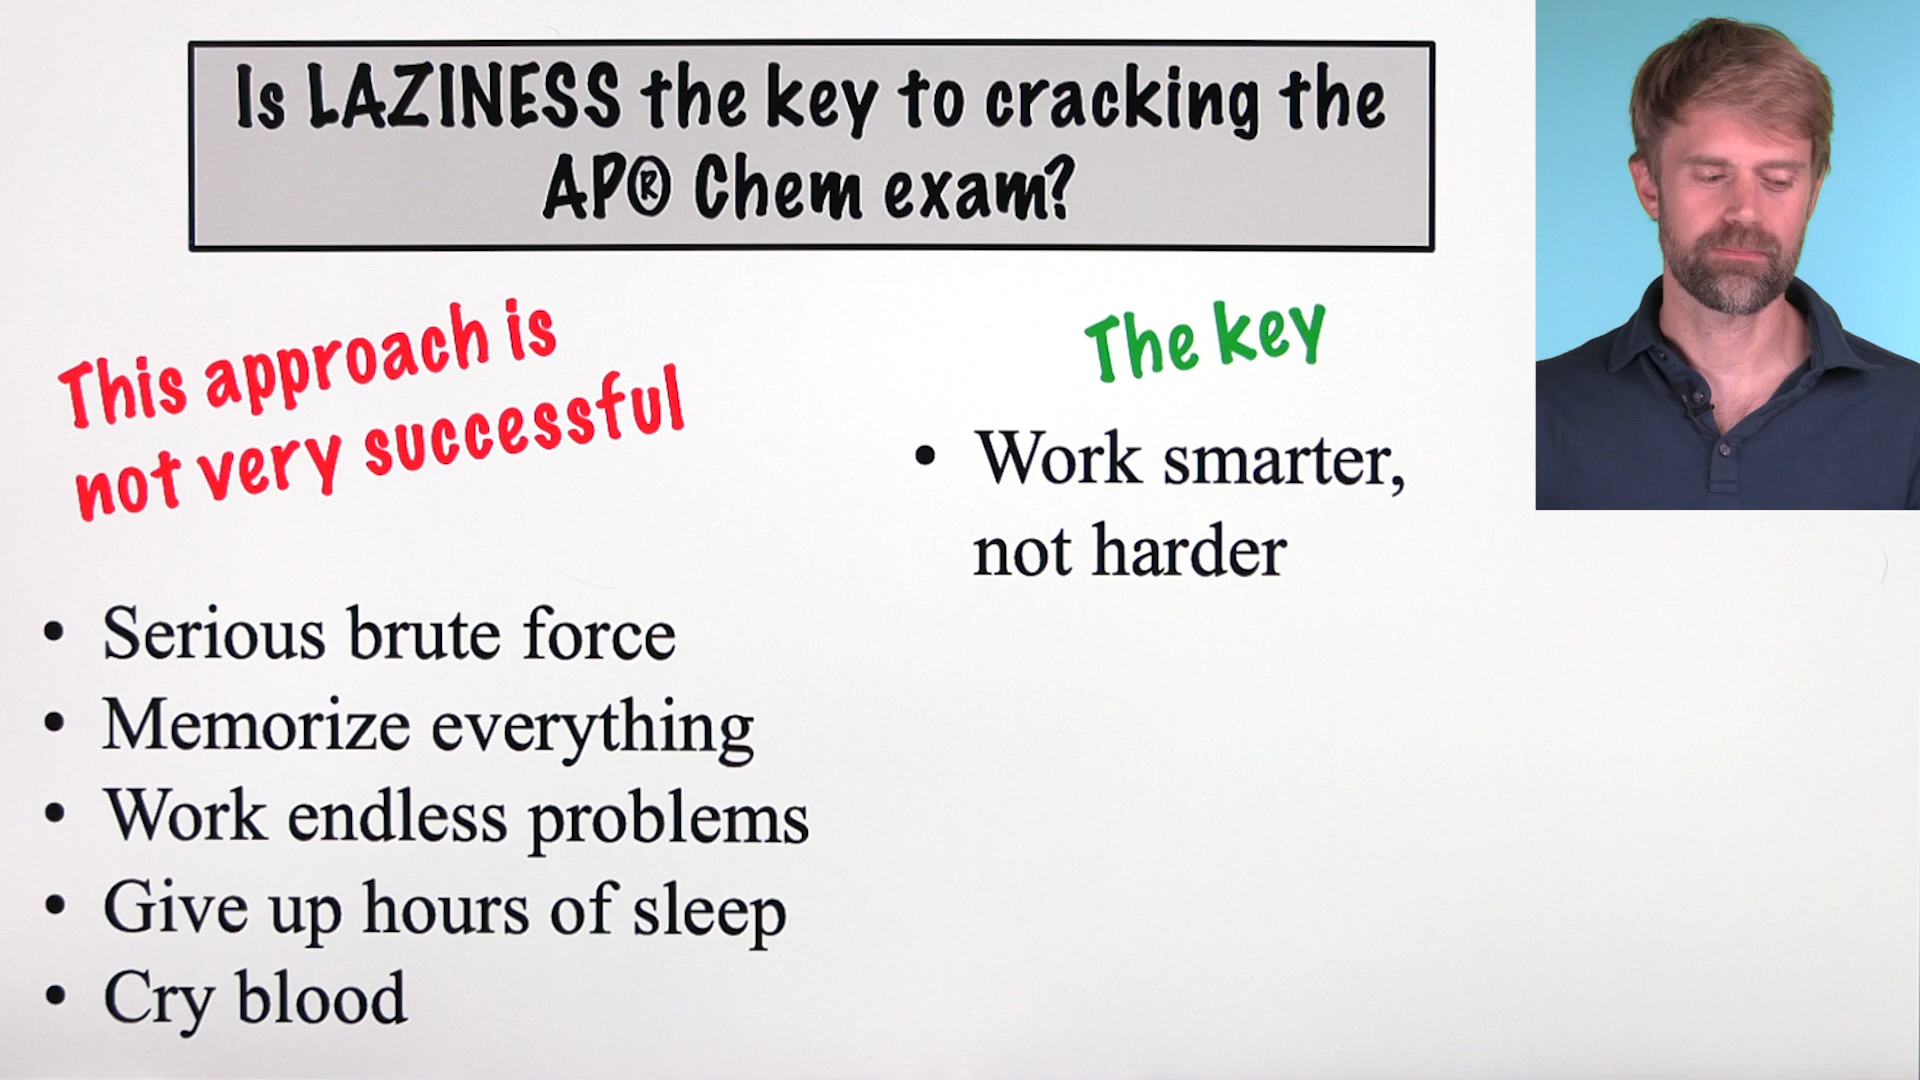 Is LAZINESS the key to cracking the
AP® Chem exam?
This approach is
not very successful
• Serious brute force
• Memorize everything
• Work endless problems
• Give up hours of sleep
• Cry blood
The key
• Work smarter,
not harder